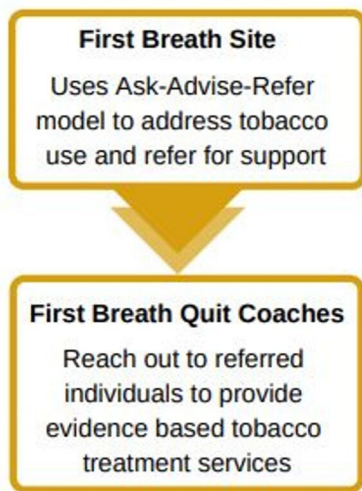 First Breath Site
Uses Ask-Advise-Refer
model to address tobacco
use and refer for support
First Breath Quit Coaches
Reach out to referred
individuals to provide
evidence based tobacco
treatment services